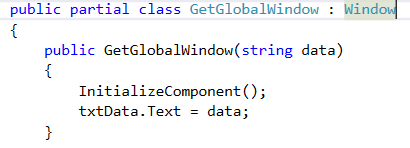 public partial class GetGlobalWindow : Window
{
public GetGlobalWindow(string data)
{
InitializeComponent();
txtData.Text = data;
}